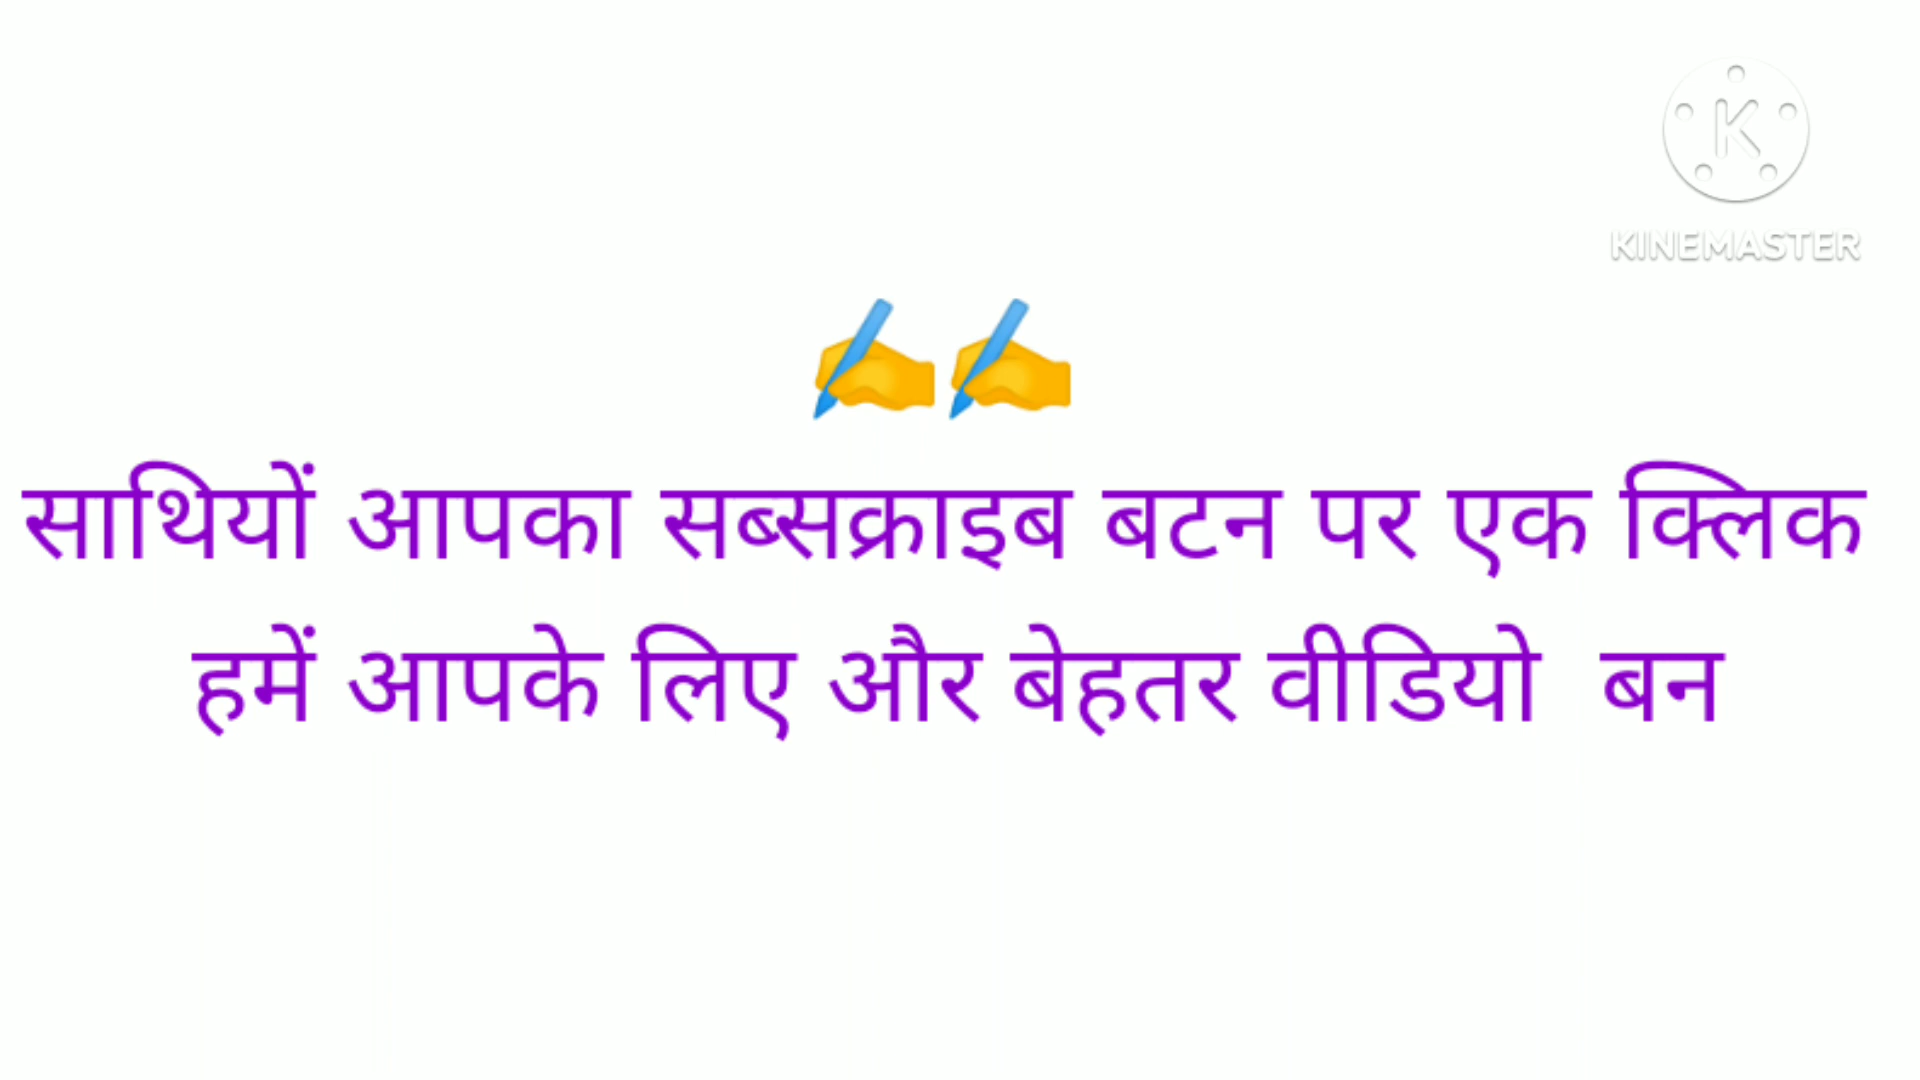 KINEMASTER
✍✍
साथियों आपका सब्सक्राइब बटन पर एक क्लिक
हमें आपके लिए और बेहतर वीडियो  बन